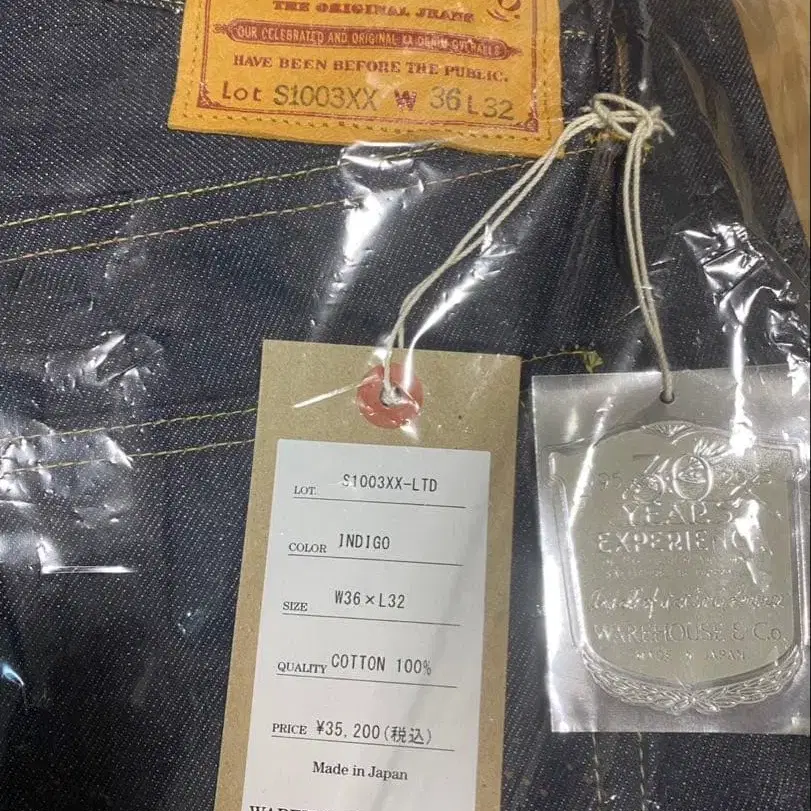 THE ORIGINAL JEANS
OUR CELEBRATED AND ORIGINAL XX DENIM OVERALLS
HAVE BEEN BEFORE THE PUBLIC.
Lot S1003XX W 36 L32
LOT. S1003XX-LTD
COLOR INDIGO
SIZE W36×L32
QUALITY COTTON 100%
PRICE ¥35,200(税込)
Made in Japan
30
YEARS
EXPERIENCE
WAREHOUSE & Co.
MADE IN JAPAN